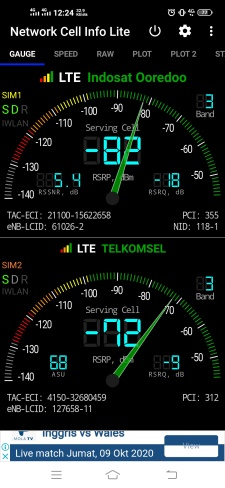 12:24
Network Cell Info Lite
GAUGE SPEED RAW PLOT PLOT 2 ST
LTE Indosat Ooredoo
SIM1
S D R
IWLAN
3
Band
-140 -130 -120 -110 -100 -90 -80 -70 -60 -50
Serving Cell
-82
RSRP, dBm
5.4
RSSNR, dB
-18
RSRQ, dB
TAC-ECI: 21100-15622658 PCI: 355
eNB-LCID: 61026-2 NID: 118-1
LTE TELKOMSEL
SIM2
S D R
IWLAN
3
Band
-140 -130 -120 -110 -100 -90 -80 -70 -60 -50
Serving Cell
-72
RSRP, dBm
68
ASU
-9
RSRQ, dB
TAC-ECI: 4150-32680459 PCI: 312
eNB-LCID: 127658-11
Inggris vs Wales
MOLA TV
Live match Jumat, 09 Okt 2020
View